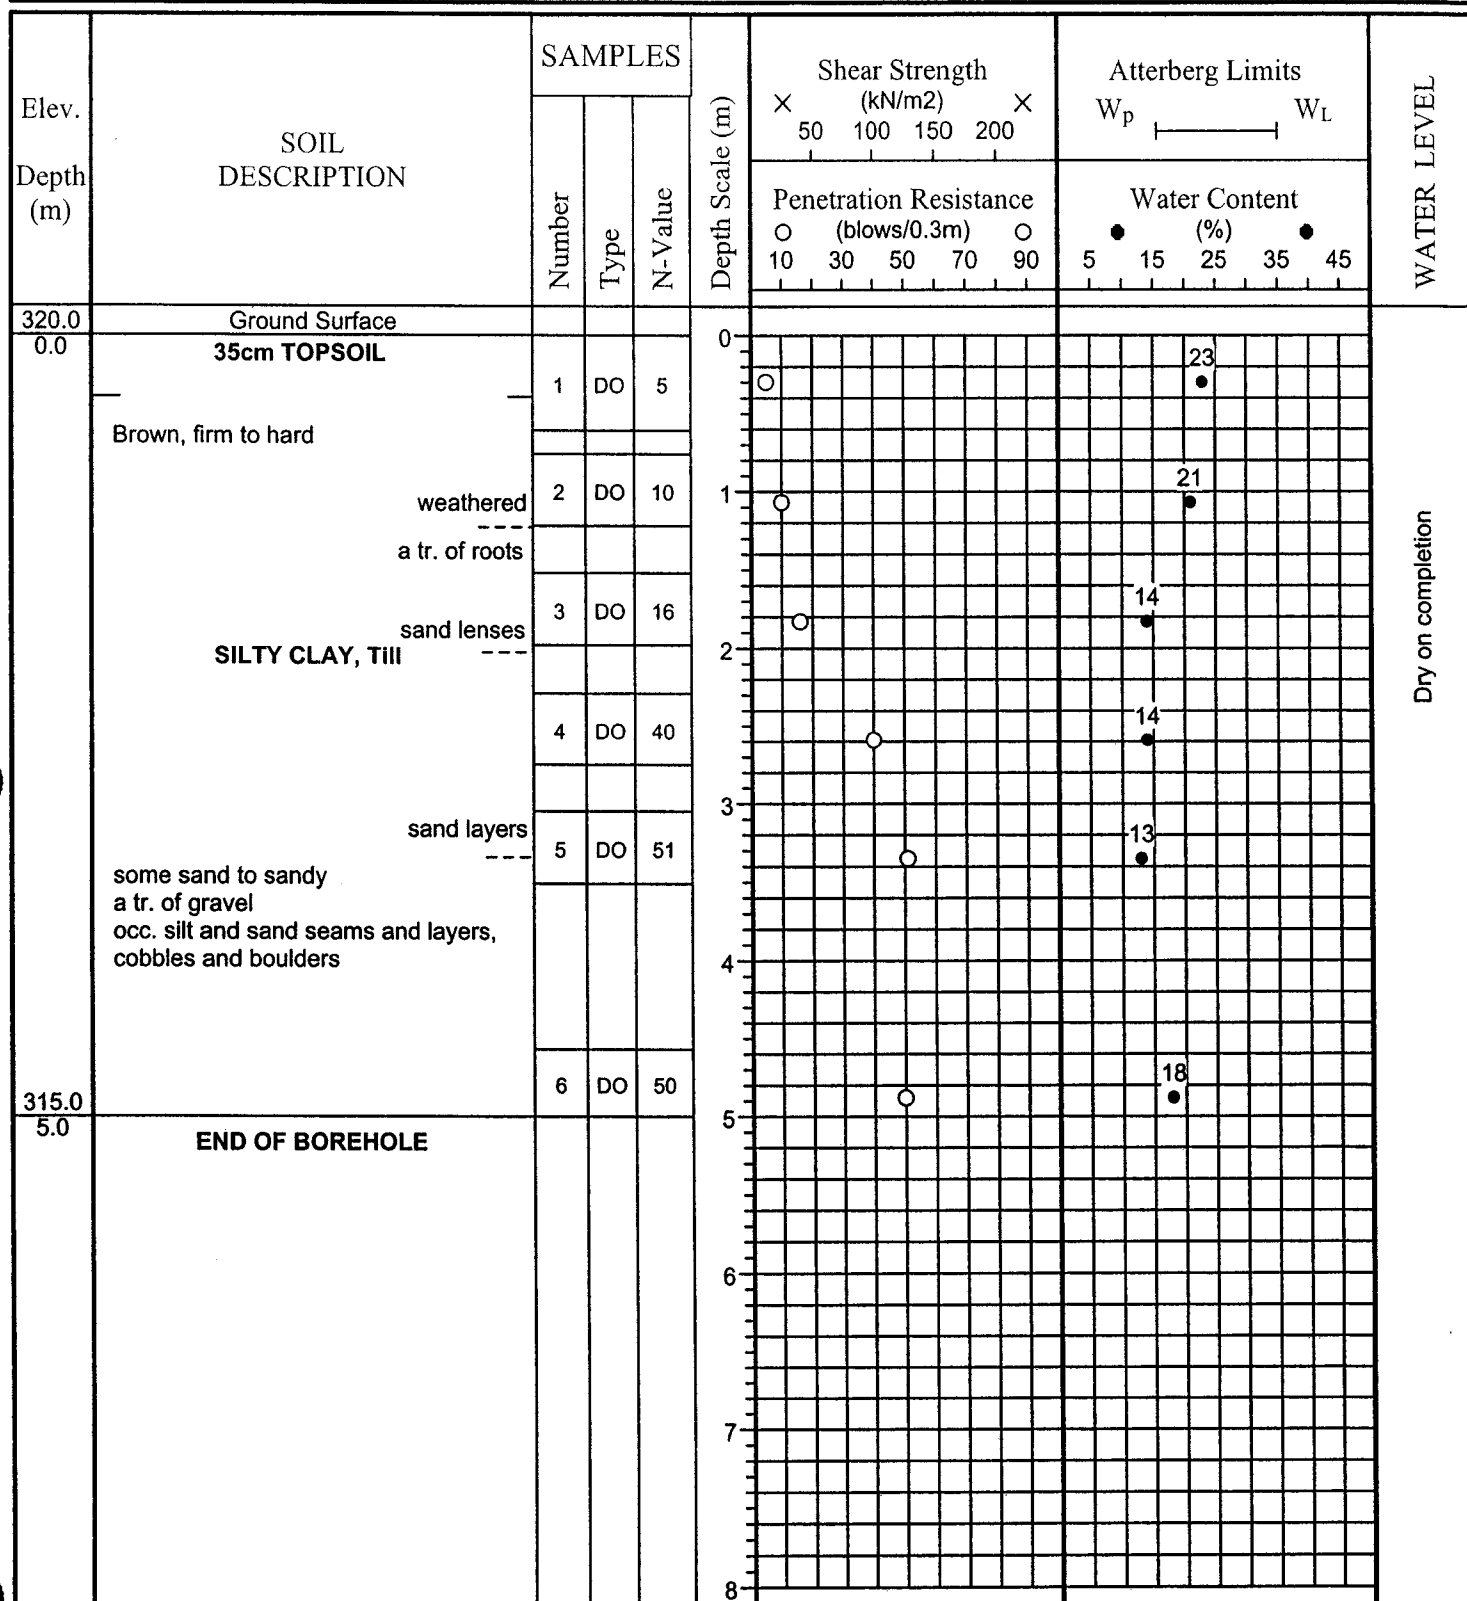 Elev.
Depth
(m)
SOIL
DESCRIPTION
SAMPLES
Number
Type
N-Value
Depth Scale (m)
Shear Strength
× (kN/m2) ×
50 100 150 200
Penetration Resistance
○ (blows/0.3m) ○
10 30 50 70 90
Atterberg Limits
Wp WL
Water Content
● (%) ●
5 15 25 35 45
WATER LEVEL
320.0 Ground Surface
0.0 35cm TOPSOIL
0
23
1 DO 5
Brown, firm to hard
21
weathered 2 DO 10
1
a tr. of roots
14
sand lenses 3 DO 16
SILTY CLAY, Till
2
14
4 DO 40
3
13
sand layers 5 DO 51
some sand to sandy
a tr. of gravel
occ. silt and sand seams and layers,
cobbles and boulders
4
18
6 DO 50
315.0
5.0
5
END OF BOREHOLE
6
7
8
Dry on completion